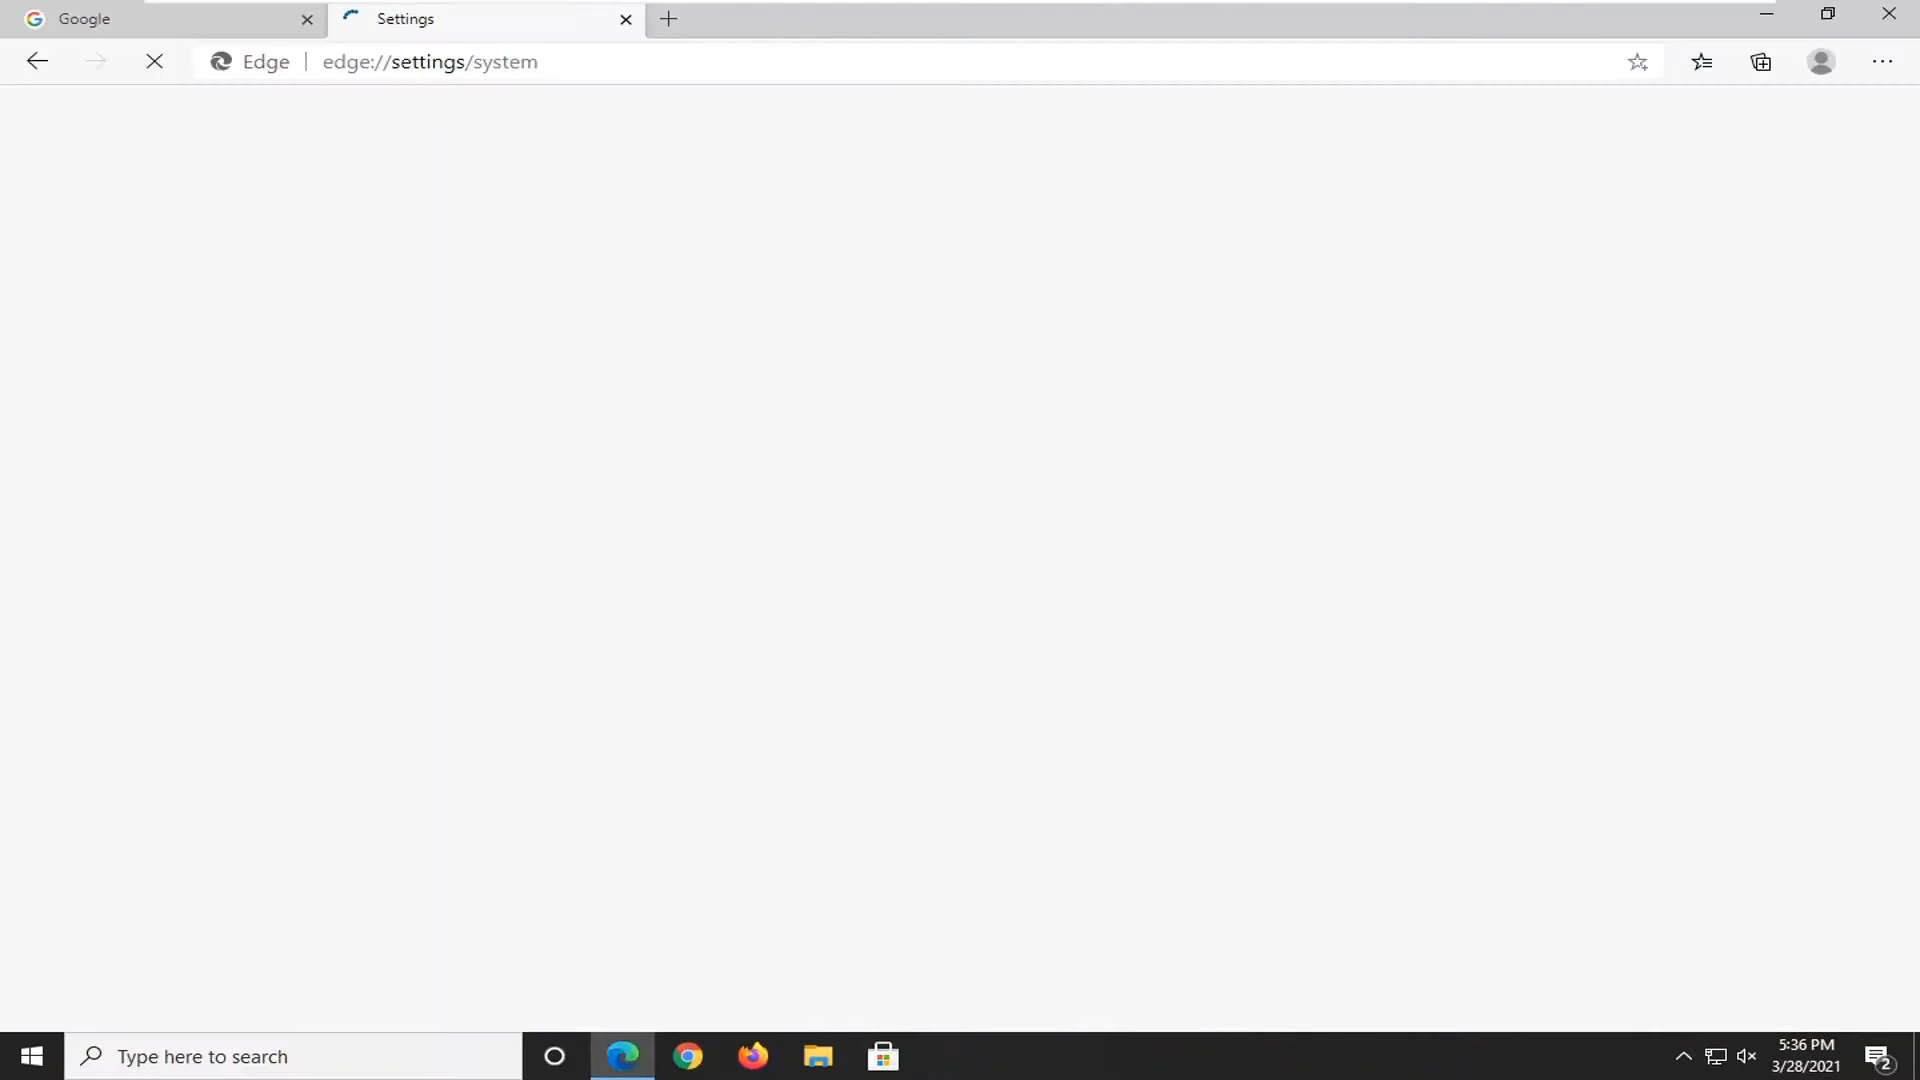 Google
Settings
Edge
edge://settings/system
Type here to search
5:36 PM
3/28/2021
2